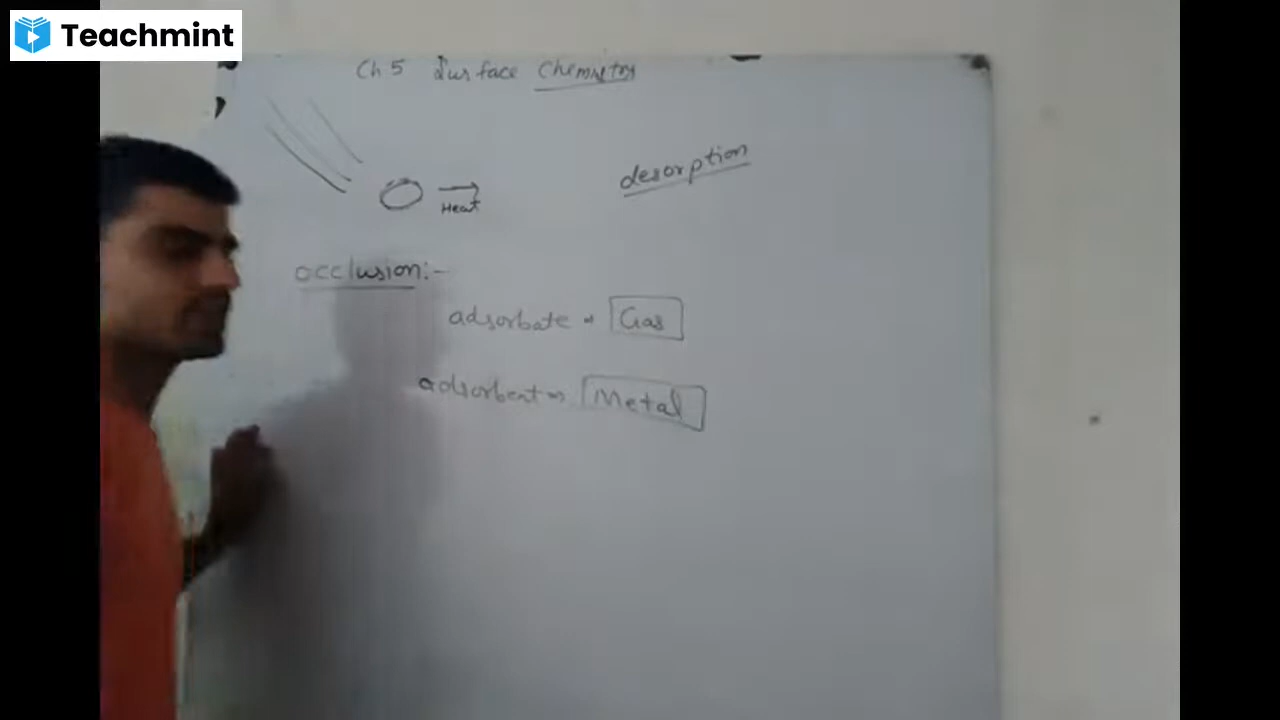 Teachmint
Ch 5 Surface Chemistry
desorption
Heat
occlusion:-
adsorbate → Gas
adsorbent → Metal